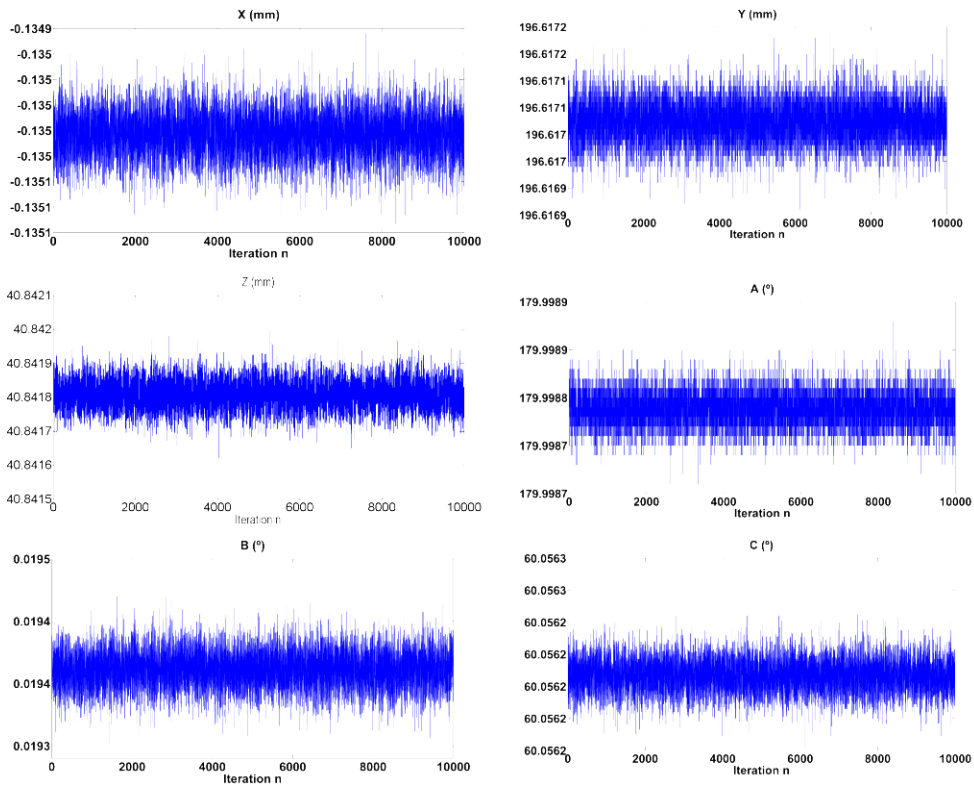 X (mm)
-0.1349
-0.135
-0.135
-0.135
-0.135
-0.135
-0.1351
-0.1351
-0.1351
0 2000 4000 6000 8000 10000
Iteration n
Y (mm)
196.6172
196.6172
196.6171
196.6171
196.617
196.617
196.6169
196.6169
0 2000 4000 6000 8000 10000
Iteration n
Z (mm)
40.8421
40.842
40.8419
40.8418
40.8417
40.8416
40.8415
0 2000 4000 6000 8000 10000
Iteration n
A (º)
179.9989
179.9989
179.9988
179.9987
179.9987
0 2000 4000 6000 8000 10000
Iteration n
B (º)
0.0195
0.0194
0.0194
0.0193
0 2000 4000 6000 8000 10000
Iteration n
C (º)
60.0563
60.0563
60.0562
60.0562
60.0562
60.0562
60.0562
0 2000 4000 6000 8000 10000
Iteration n